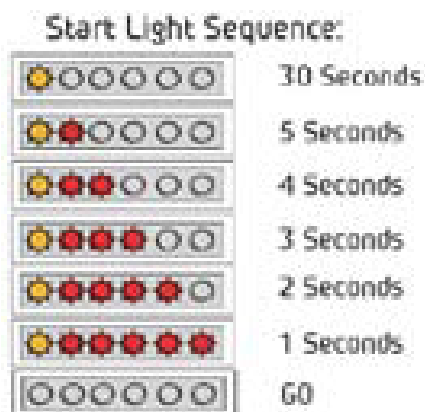 Start Light Sequence:
30 Seconds
5 Seconds
4 Seconds
3 Seconds
2 Seconds
1 Seconds
GO